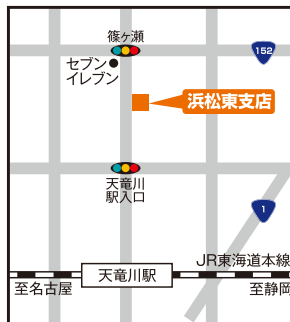 篠ヶ瀬
152
セブン
イレブン
浜松東支店
天竜川
駅入口
1
JR東海道本線
天竜川駅
至名古屋
至静岡